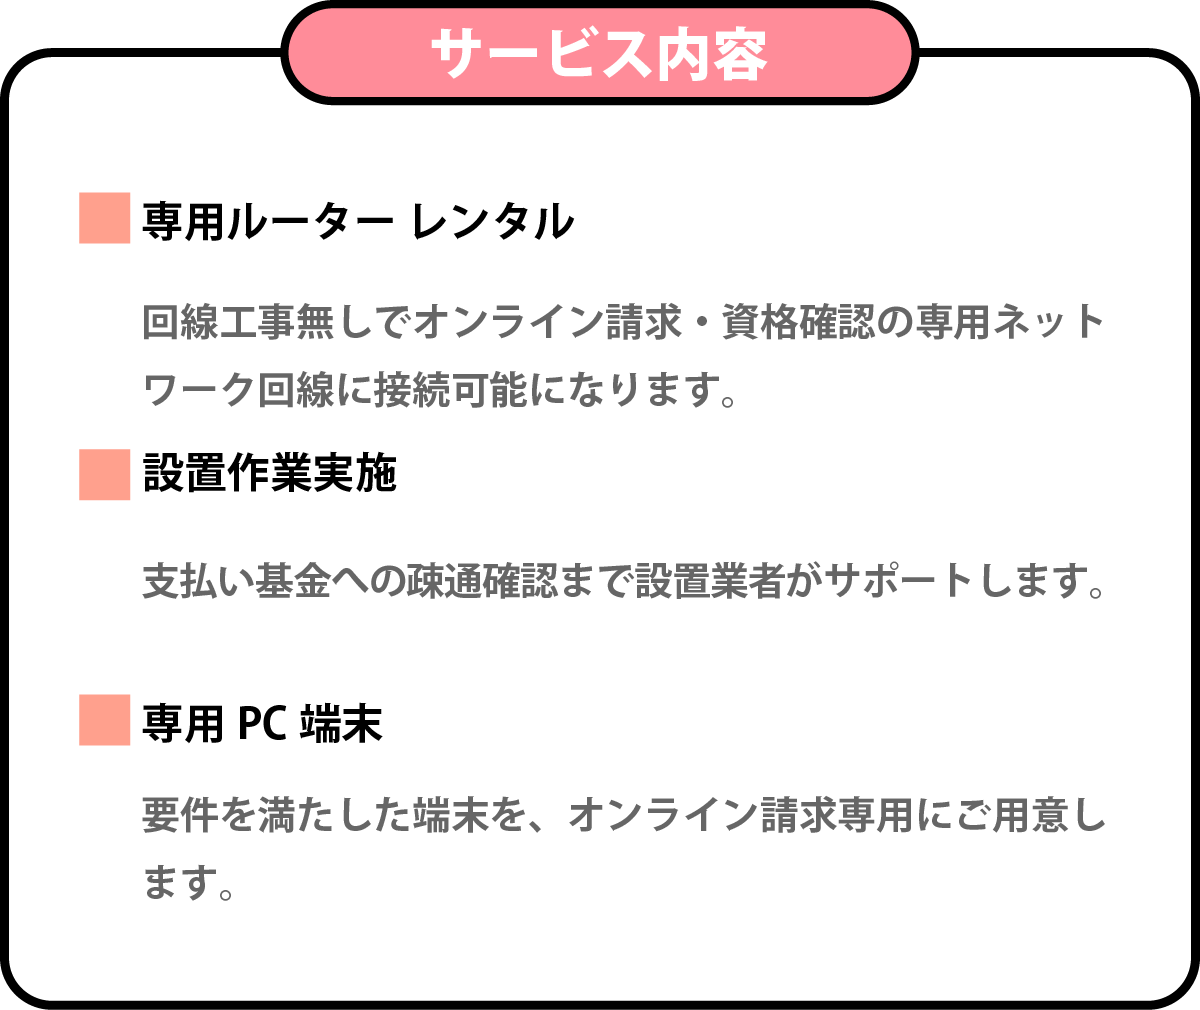 サービス内容
専用ルーター レンタル
回線工事無しでオンライン請求・資格確認の専用ネット
ワーク回線に接続可能になります。
設置作業実施
支払い基金への疎通確認まで設置業者がサポートします。
専用 PC 端末
要件を満たした端末を、オンライン請求専用にご用意し
ます。